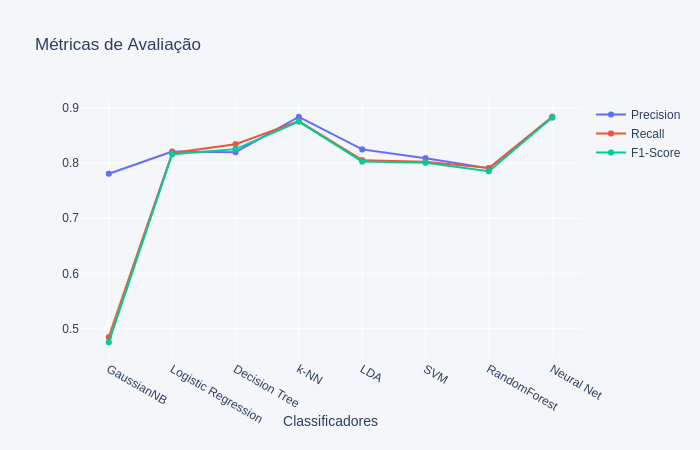 Métricas de Avaliação
0.9
0.8
0.7
0.6
0.5
GaussianNB
Logistic Regression
Decision Tree
k-NN
LDA
SVM
RandomForest
Neural Net
Classificadores
Precision
Recall
F1-Score